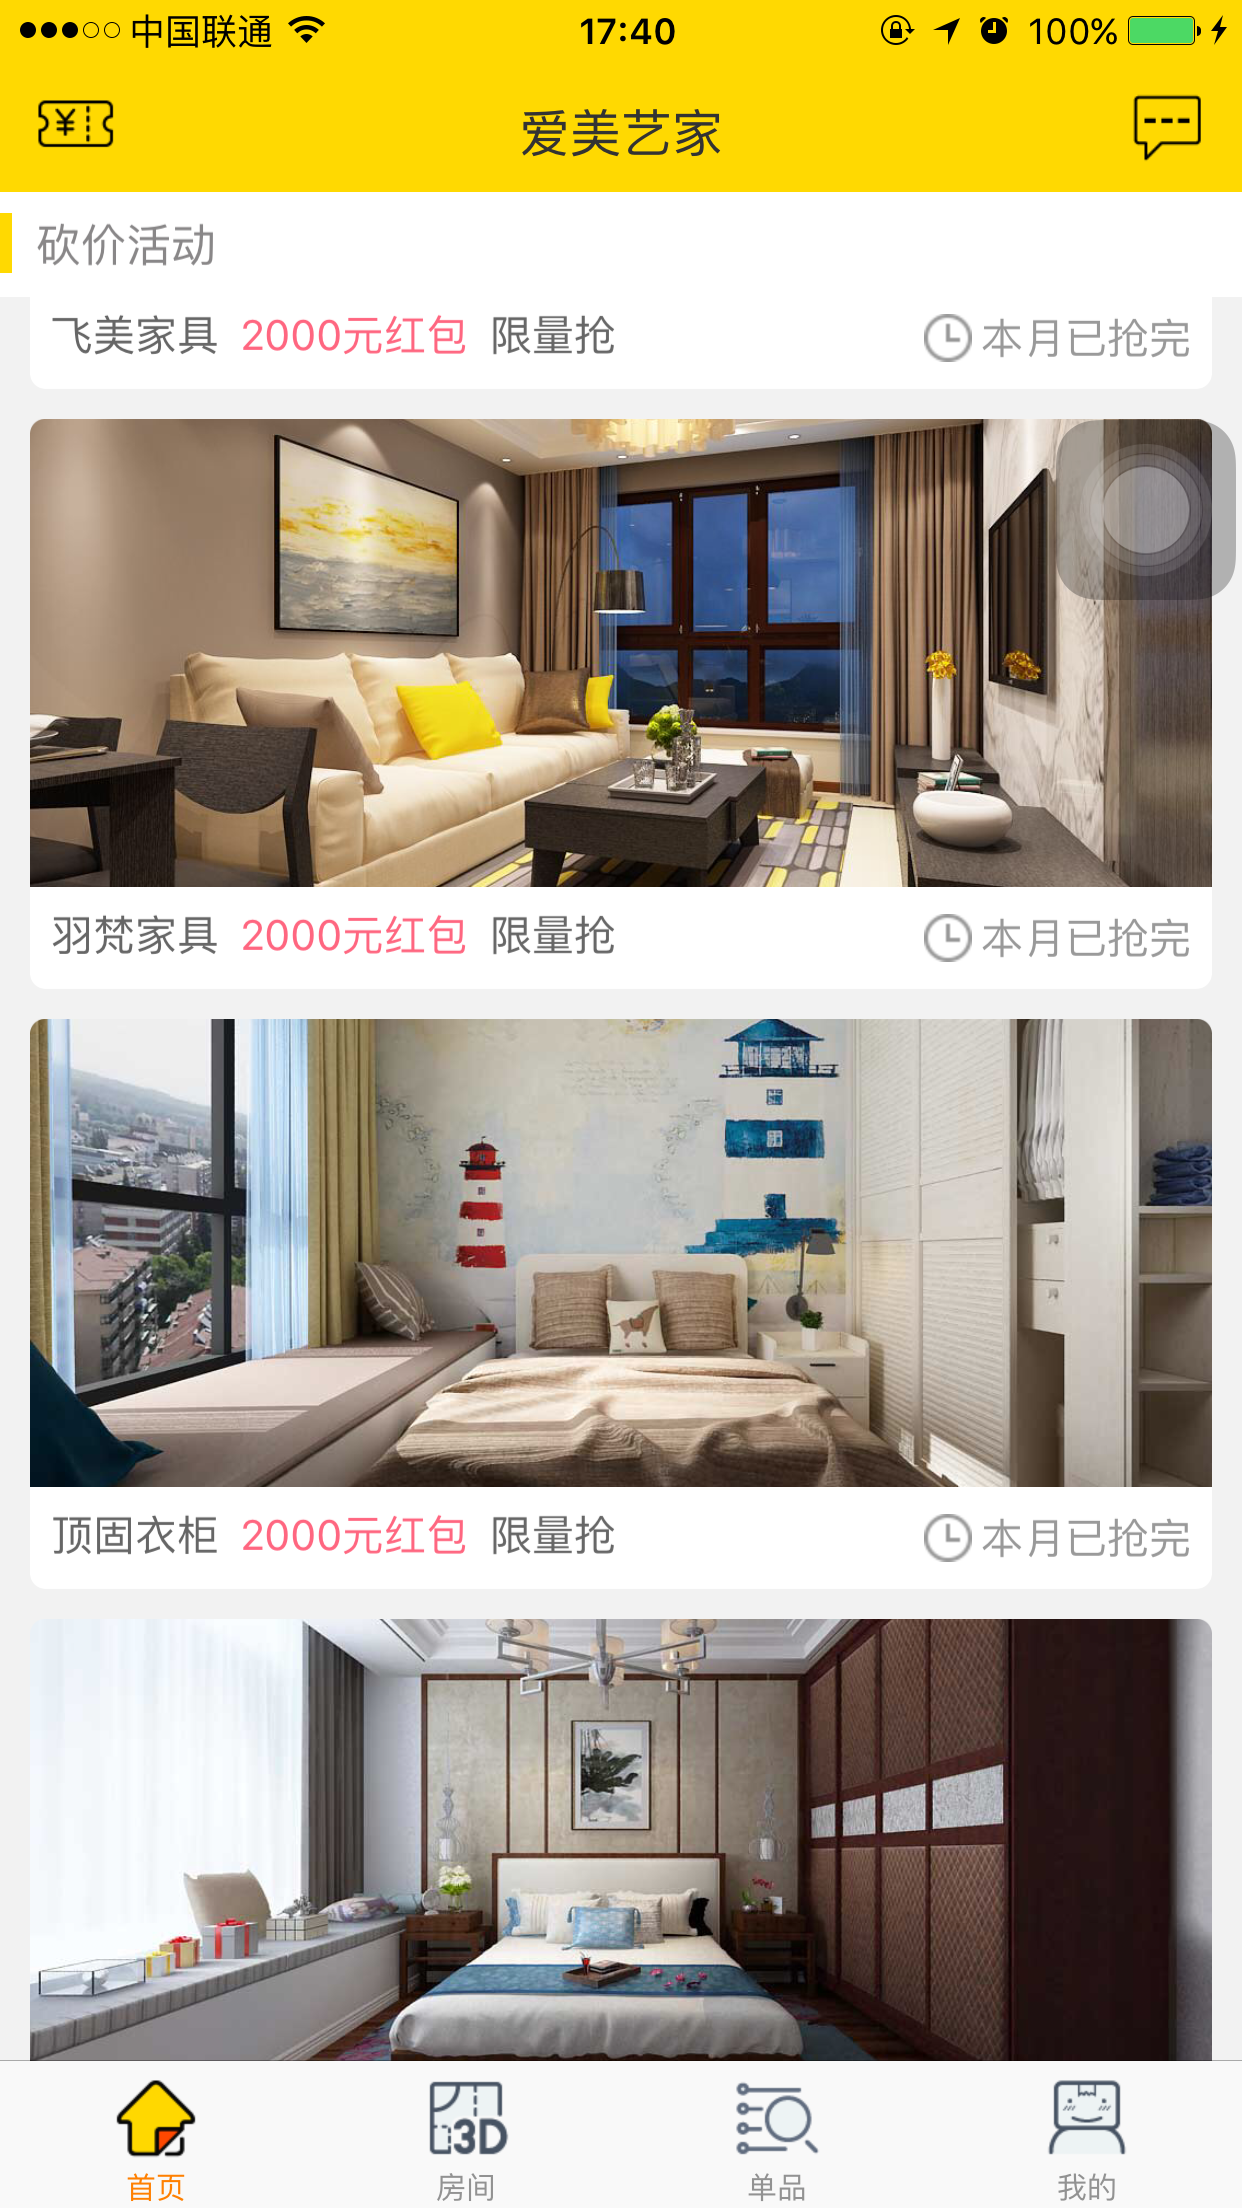 中国联通 17:40 100%
¥ 爱美艺家
砍价活动
飞美家具 2000元红包 限量抢 本月已抢完
羽梵家具 2000元红包 限量抢 本月已抢完
顶固衣柜 2000元红包 限量抢 本月已抢完
3D
首页 房间 单品 我的